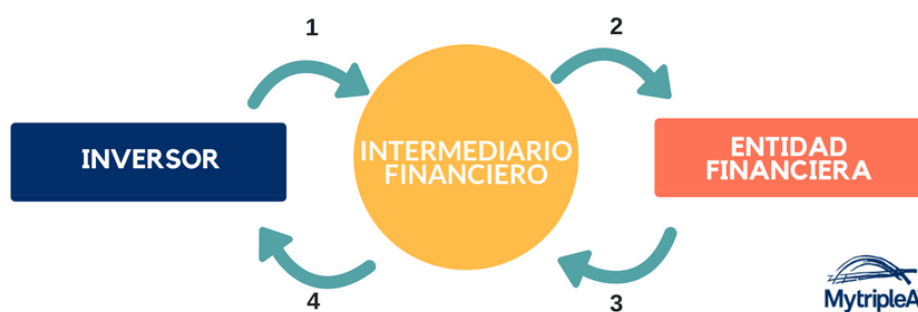 1
2
INVERSOR
INTERMEDIARIO
FINANCIERO
ENTIDAD
FINANCIERA
4
3
MytripleA